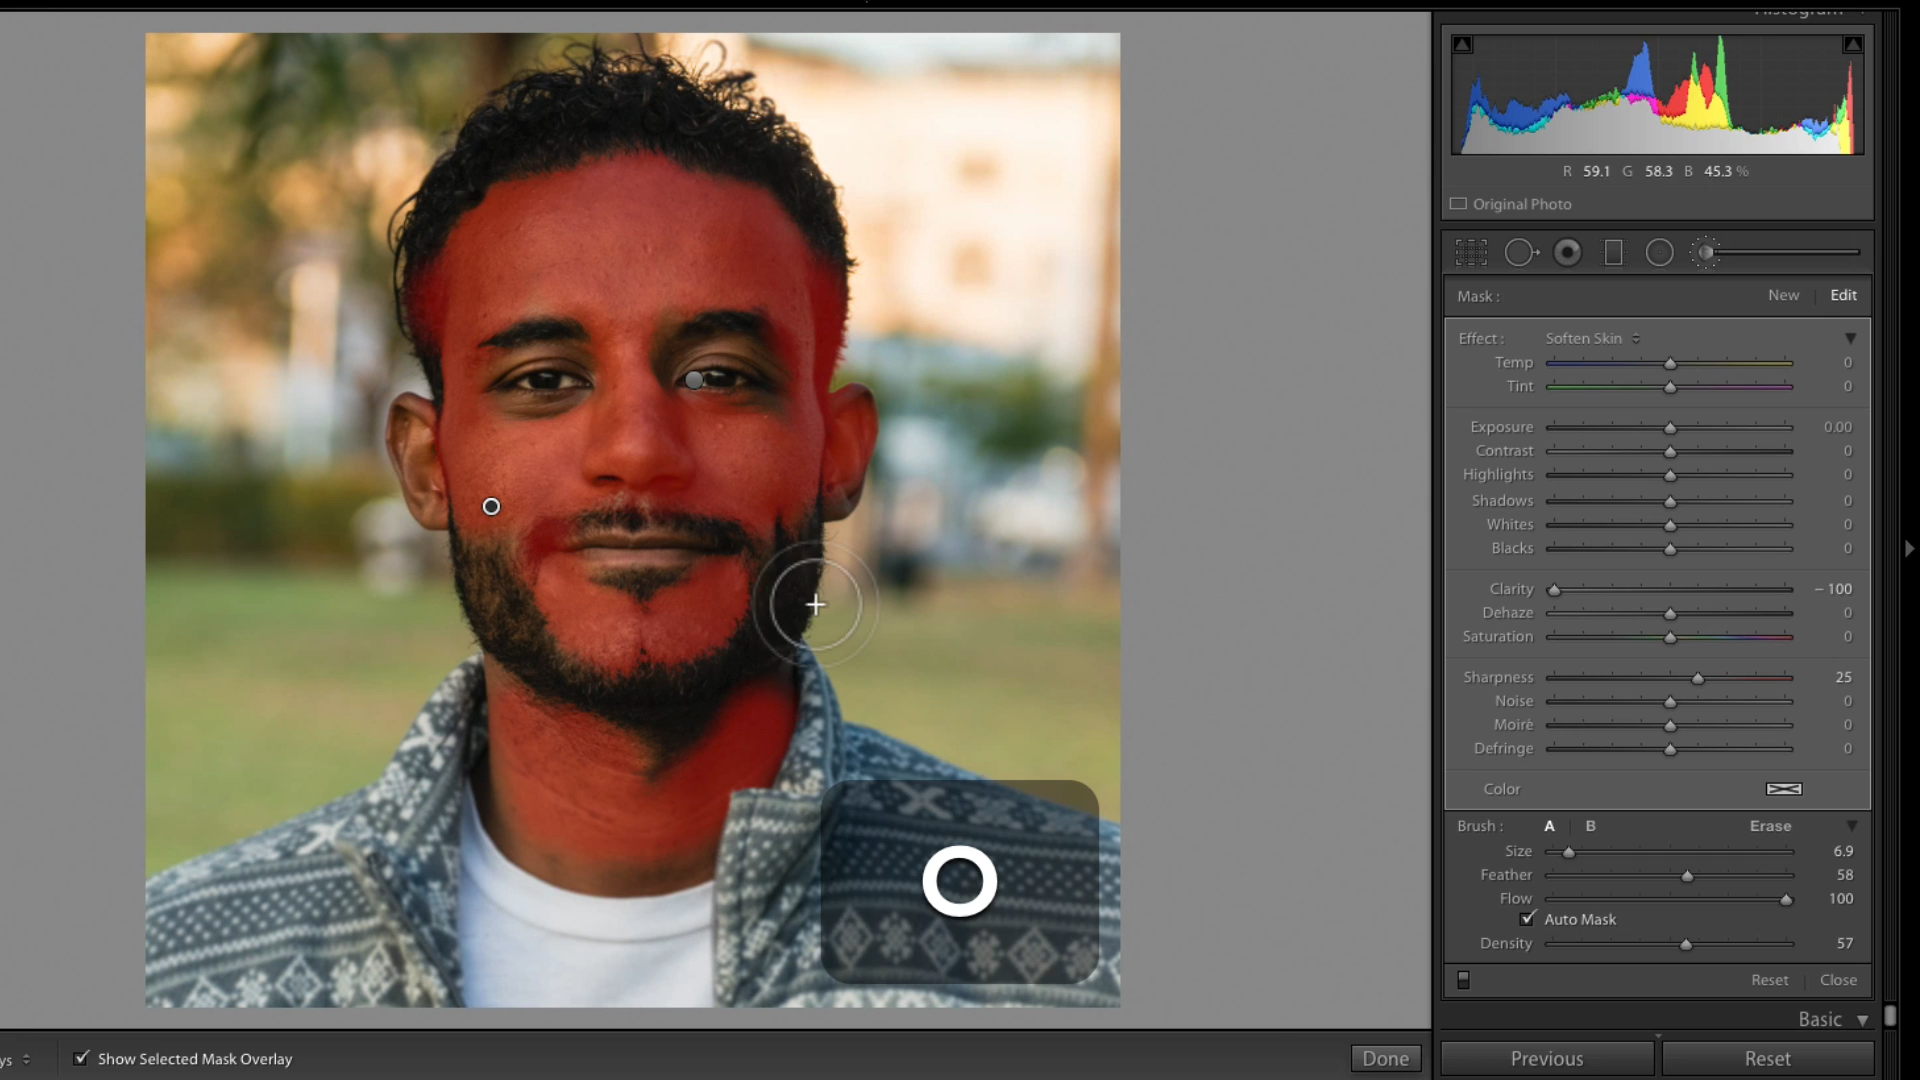 Histogram
R 59.1 G 58.3 B 45.3 %
Original Photo
Mask : New Edit
Effect : Soften Skin
Temp 0
Tint 0
Exposure 0.00
Contrast 0
Highlights 0
Shadows 0
Whites 0
Blacks 0
Clarity – 100
Dehaze 0
Saturation 0
Sharpness 25
Noise 0
Moiré 0
Defringe 0
Color
Brush : A B Erase
Size 6.9
Feather 58
Flow 100
Auto Mask
Density 57
Reset Close
Basic
ys Show Selected Mask Overlay Done Previous Reset
O